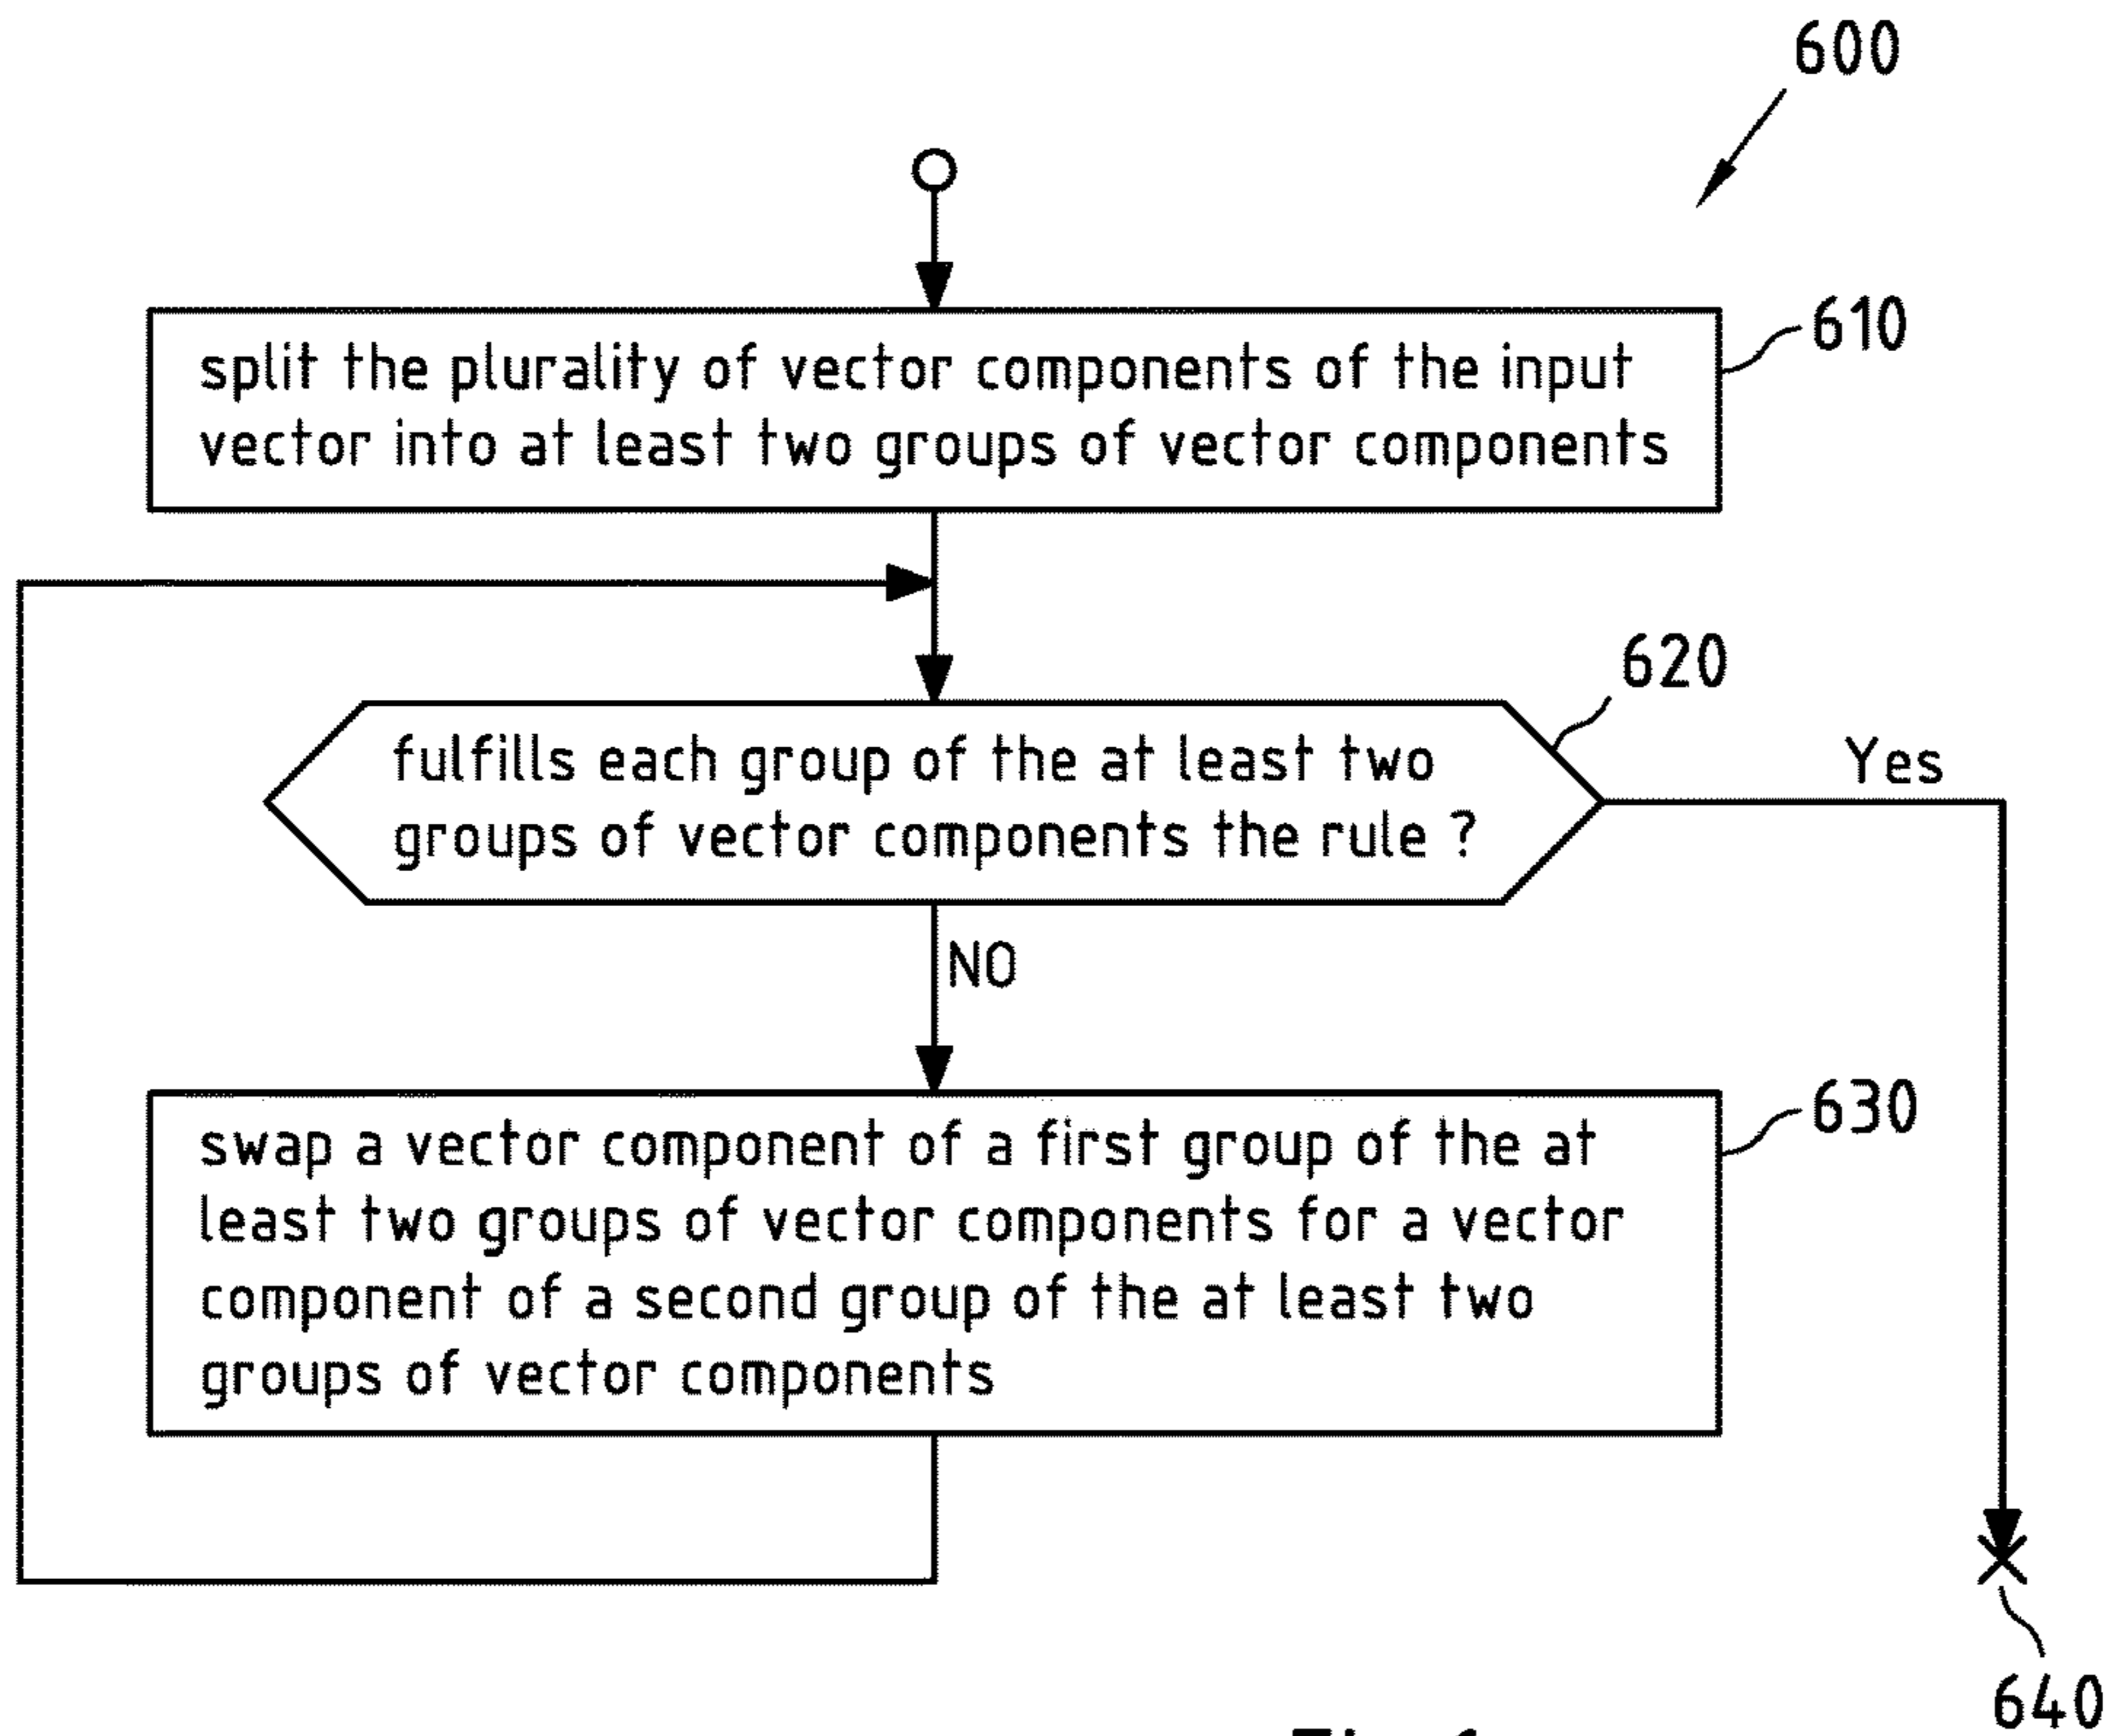 600
610
split the plurality of vector components of the input
vector into at least two groups of vector components
620
Yes
fulfills each group of the at least two
groups of vector components the rule ?
NO
630
swap a vector component of a first group of the at
least two groups of vector components for a vector
component of a second group of the at least two
groups of vector components
640